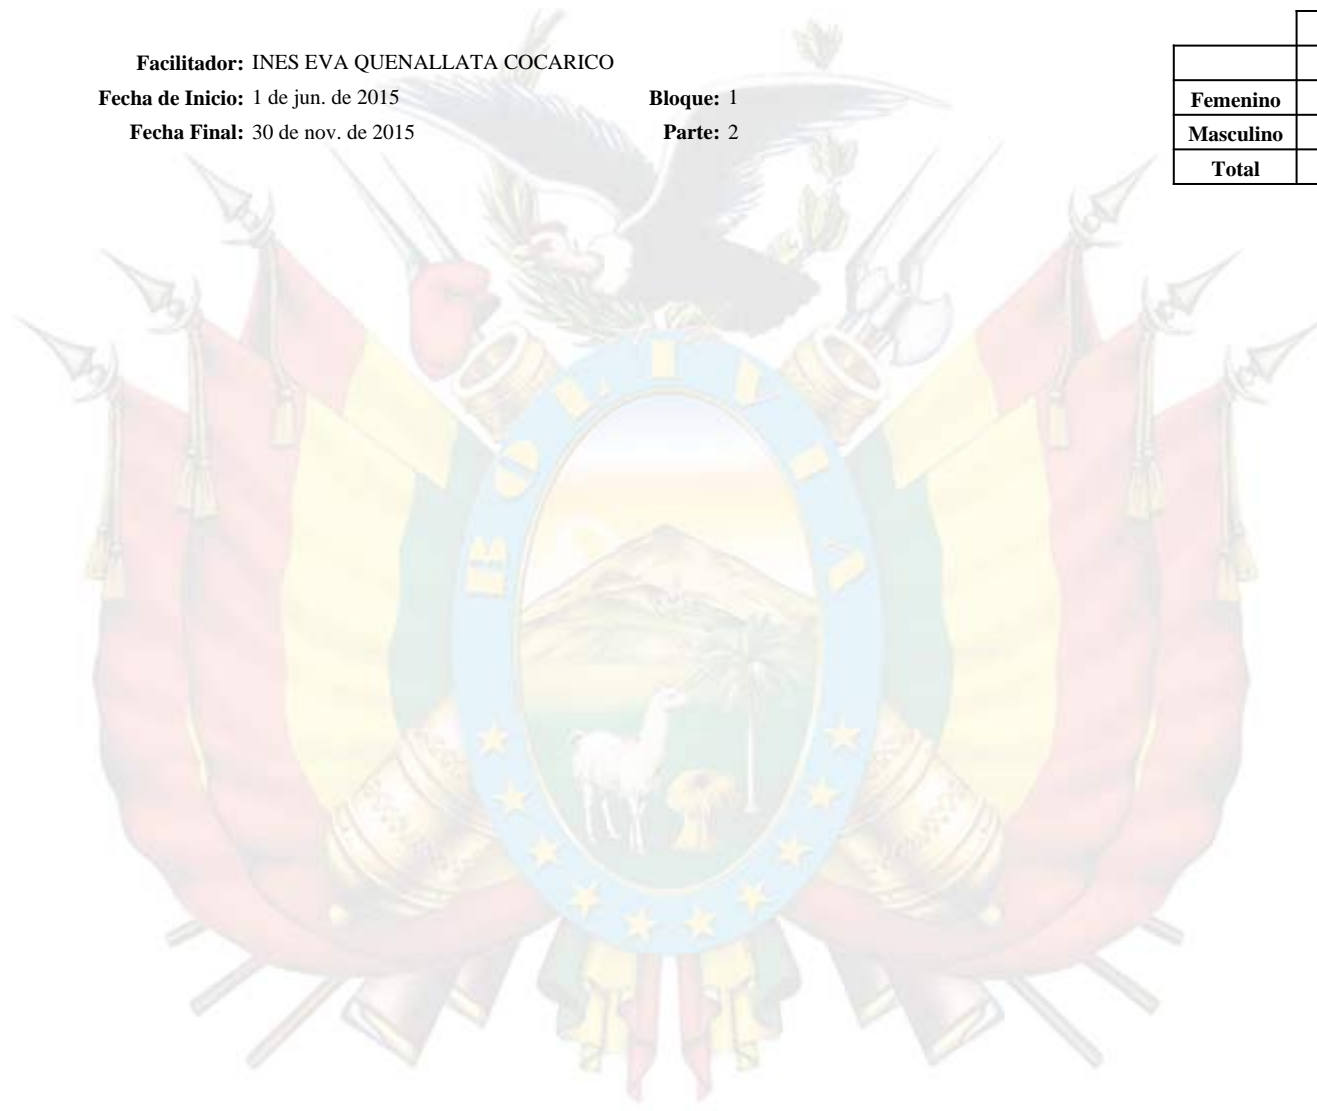 Facilitador: INES EVA QUENALLATA COCARICO
Fecha de Inicio: 1 de jun. de 2015 Bloque: 1
Fecha Final: 30 de nov. de 2015 Parte: 2
Femenino
Masculino
Total
BOLIVIA